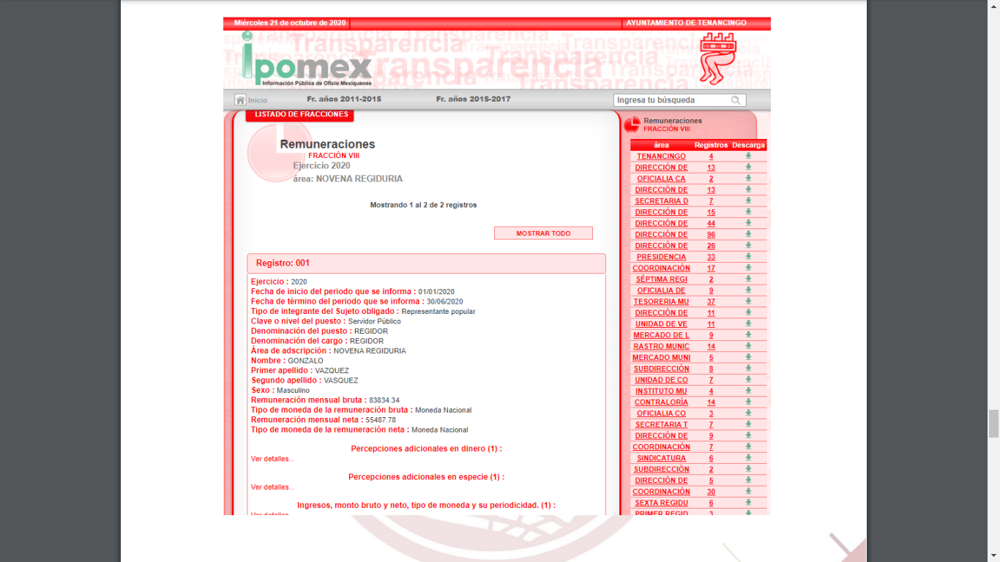 Miércoles 21 de octubre de 2020
AYUNTAMIENTO DE TENANCINGO
Transparencia
ipomex
Información Pública de Oficio Mexiquense
Inicio
Fr. años 2011-2015
Fr. años 2015-2017
Ingresa tu búsqueda
LISTADO DE FRACCIONES
Remuneraciones
FRACCIÓN VIII
Ejercicio 2020
área: NOVENA REGIDURIA
Mostrando 1 al 2 de 2 registros
MOSTRAR TODO
Registro: 001
Ejercicio : 2020
Fecha de inicio del periodo que se informa : 01/01/2020
Fecha de término del periodo que se informa : 30/06/2020
Tipo de integrante del Sujeto obligado : Representante popular
Clave o nivel del puesto : Servidor Público
Denominación del puesto : REGIDOR
Denominación del cargo : REGIDOR
Área de adscripción : NOVENA REGIDURIA
Nombre : GONZALO
Primer apellido : VAZQUEZ
Segundo apellido : VASQUEZ
Sexo : Masculino
Remuneración mensual bruta : 83834.34
Tipo de moneda de la remuneración bruta : Moneda Nacional
Remuneración mensual neta : 55487.78
Tipo de moneda de la remuneración neta : Moneda Nacional
Percepciones adicionales en dinero (1) :
Ver detalles...
Percepciones adicionales en especie (1) :
Ver detalles...
Ingresos, monto bruto y neto, tipo de moneda y su periodicidad. (1) :
Ver detalles...
Remuneraciones
FRACCIÓN VIII
área Registros Descarga
TENANCINGO 4
DIRECCIÓN DE 13
OFICIALIA CA 2
DIRECCIÓN DE 13
SECRETARIA D 7
DIRECCIÓN DE 15
DIRECCIÓN DE 44
DIRECCIÓN DE 96
DIRECCIÓN DE 26
PRESIDENCIA 33
COORDINACIÓN 17
SÉPTIMA REGI 2
OFICIALIA DE 9
TESORERIA MU 37
DIRECCIÓN DE 11
UNIDAD DE VE 11
MERCADO DE L 9
RASTRO MUNIC 14
MERCADO MUNI 5
SUBDIRECCIÓN 8
UNIDAD DE CO 7
INSTITUTO MU 4
CONTRALORÍA 14
OFICIALIA CO 3
SECRETARIA T 7
DIRECCIÓN DE 9
COORDINACIÓN 7
SINDICATURA 6
SUBDIRECCIÓN 2
DIRECCIÓN DE 5
COORDINACIÓN 30
SEXTA REGIDU 6
PRIMER REGID 3